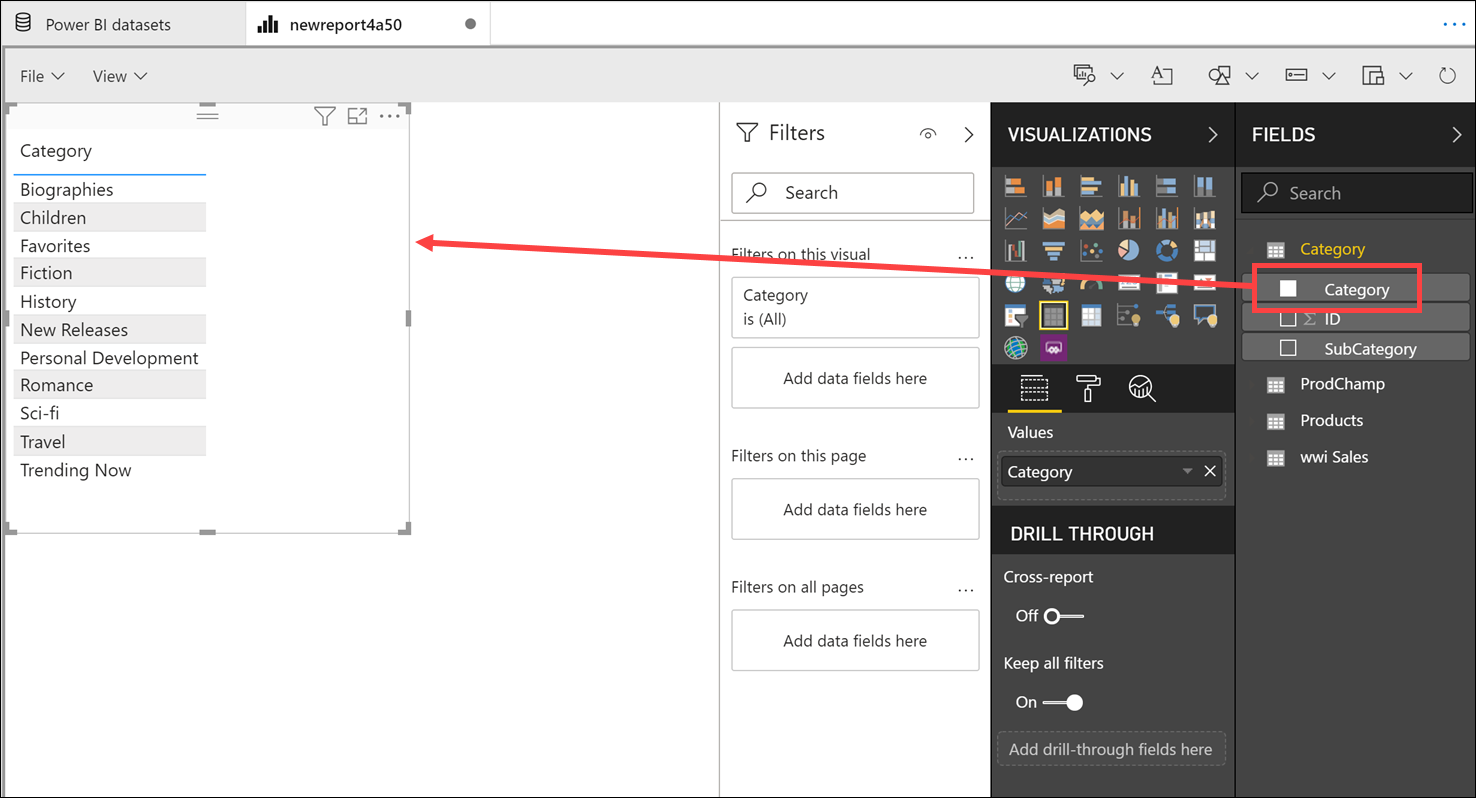 Power BI datasets
newreport4a50
File
View
Category
Biographies
Children
Favorites
Fiction
History
New Releases
Personal Development
Romance
Sci-fi
Travel
Trending Now
Filters
Search
Filters on this visual
Category
is (All)
Add data fields here
Filters on this page
Add data fields here
Filters on all pages
Add data fields here
VISUALIZATIONS
Values
Category
DRILL THROUGH
Cross-report
Off
Keep all filters
On
Add drill-through fields here
FIELDS
Search
Category
Category
Σ ID
SubCategory
ProdChamp
Products
wwi Sales